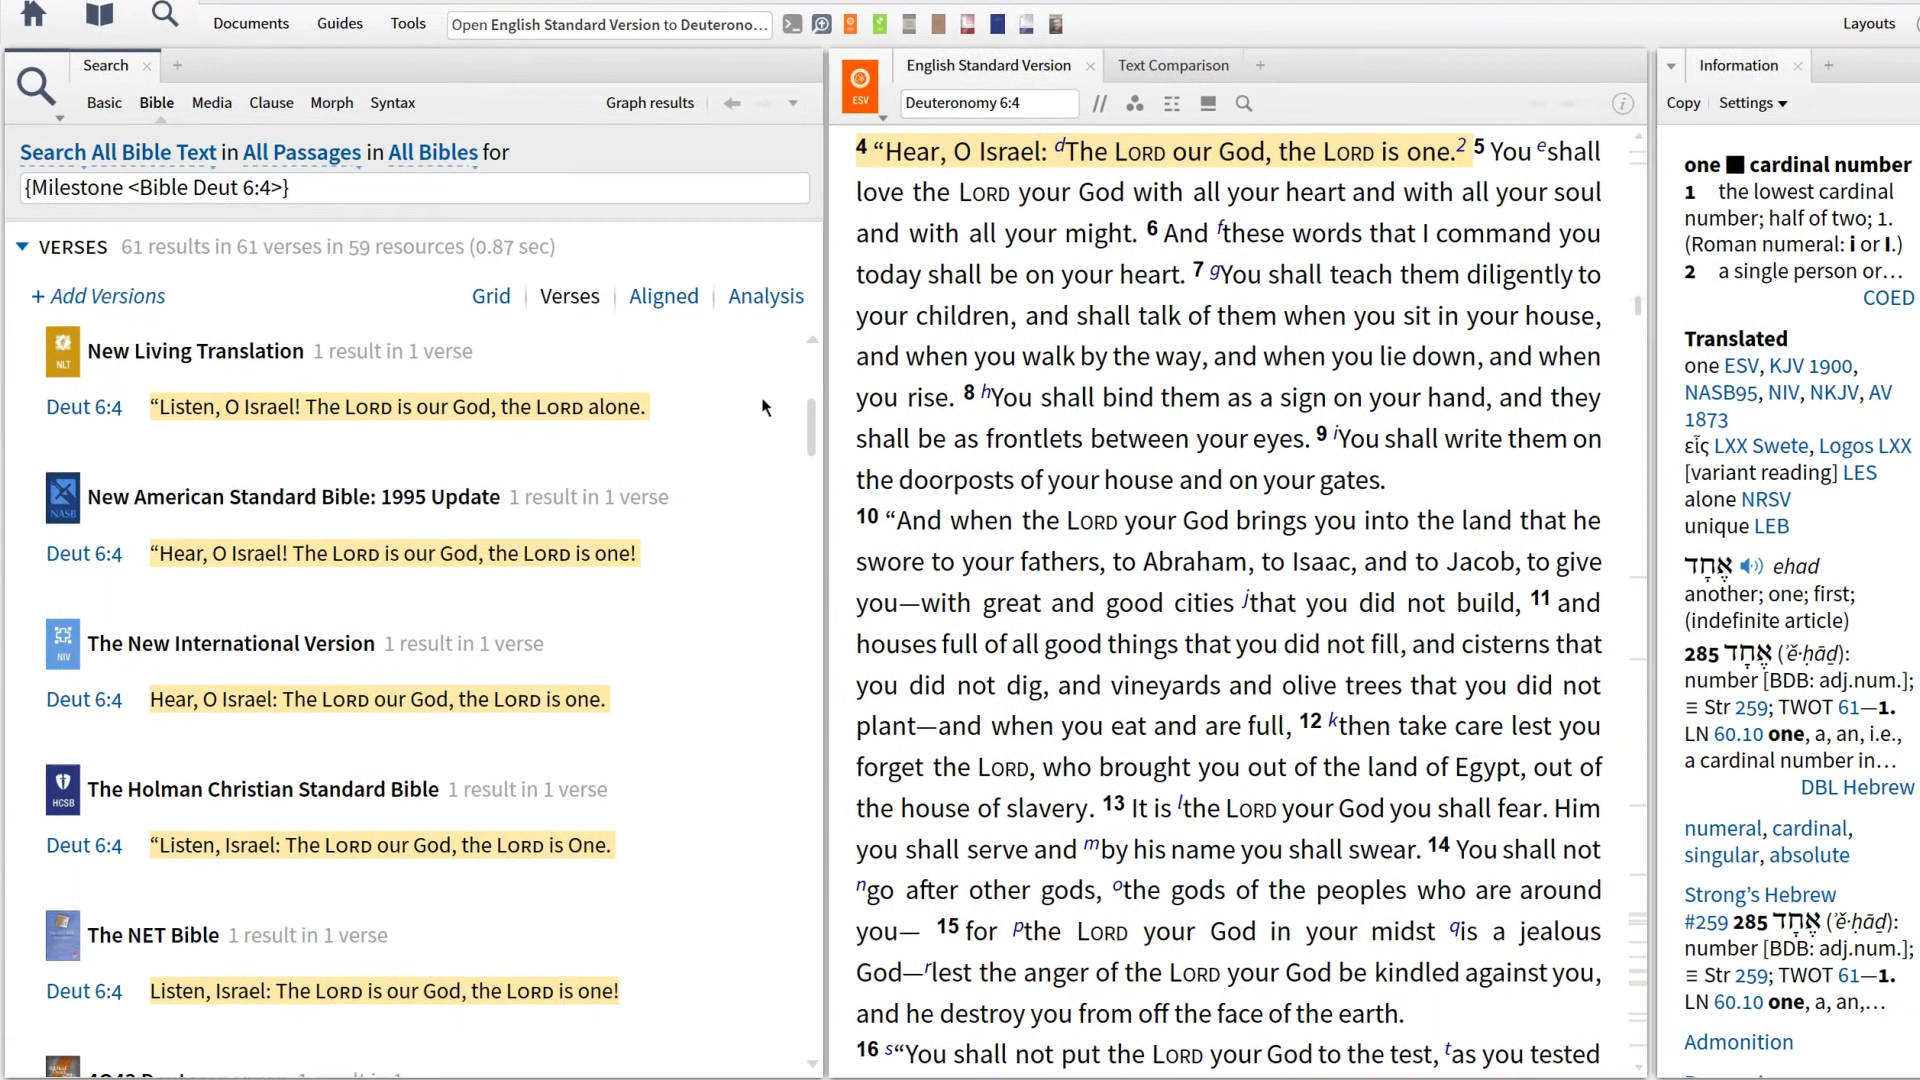 Documents Guides Tools Open English Standard Version to Deuterono... Layouts
Search
Basic Bible Media Clause Morph Syntax Graph results
Search All Bible Text in All Passages in All Bibles for
{Milestone <Bible Deut 6:4>}
VERSES 61 results in 61 verses in 59 resources (0.87 sec)
+ Add Versions Grid Verses Aligned Analysis
NLT New Living Translation 1 result in 1 verse
Deut 6:4 “Listen, O Israel! The LORD is our God, the LORD alone.
NASB New American Standard Bible: 1995 Update 1 result in 1 verse
Deut 6:4 “Hear, O Israel! The LORD is our God, the LORD is one!
NIV The New International Version 1 result in 1 verse
Deut 6:4 Hear, O Israel: The LORD our God, the LORD is one.
HCSB The Holman Christian Standard Bible 1 result in 1 verse
Deut 6:4 “Listen, Israel: The LORD our God, the LORD is One.
The NET Bible 1 result in 1 verse
Deut 6:4 Listen, Israel: The LORD is our God, the LORD is one!
ESV
English Standard Version Text Comparison
Deuteronomy 6:4
4 “Hear, O Israel: dThe LORD our God, the LORD is one.2 5 You eshall
love the LORD your God with all your heart and with all your soul
and with all your might. 6 And fthese words that I command you
today shall be on your heart. 7 gYou shall teach them diligently to
your children, and shall talk of them when you sit in your house,
and when you walk by the way, and when you lie down, and when
you rise. 8 hYou shall bind them as a sign on your hand, and they
shall be as frontlets between your eyes. 9 iYou shall write them on
the doorposts of your house and on your gates.
10 “And when the LORD your God brings you into the land that he
swore to your fathers, to Abraham, to Isaac, and to Jacob, to give
you—with great and good cities jthat you did not build, 11 and
houses full of all good things that you did not fill, and cisterns that
you did not dig, and vineyards and olive trees that you did not
plant—and when you eat and are full, 12 kthen take care lest you
forget the LORD, who brought you out of the land of Egypt, out of
the house of slavery. 13 It is lthe LORD your God you shall fear. Him
you shall serve and mby his name you shall swear. 14 You shall not
ngo after other gods, othe gods of the peoples who are around
you— 15 for pthe LORD your God in your midst qis a jealous
God—rlest the anger of the LORD your God be kindled against you,
and he destroy you from off the face of the earth.
16 s“You shall not put the LORD your God to the test, tas you tested
Information
Copy Settings
one ■ cardinal number
1 the lowest cardinal
number; half of two; 1.
(Roman numeral: i or I.)
2 a single person or…
COED
Translated
one ESV, KJV 1900,
NASB95, NIV, NKJV, AV
1873
εἷς LXX Swete, Logos LXX
[variant reading] LES
alone NRSV
unique LEB
אֶחָד ehad
another; one; first;
(indefinite article)
285 אֶחָד (ʾě·ḥāḏ):
number [BDB: adj.num.];
≡ Str 259; TWOT 61—1.
LN 60.10 one, a, an, i.e.,
a cardinal number in…
DBL Hebrew
numeral, cardinal,
singular, absolute
Strong’s Hebrew
#259 285 אֶחָד (ʾě·ḥāḏ):
number [BDB: adj.num.];
≡ Str 259; TWOT 61—1.
LN 60.10 one, a, an,…
Admonition